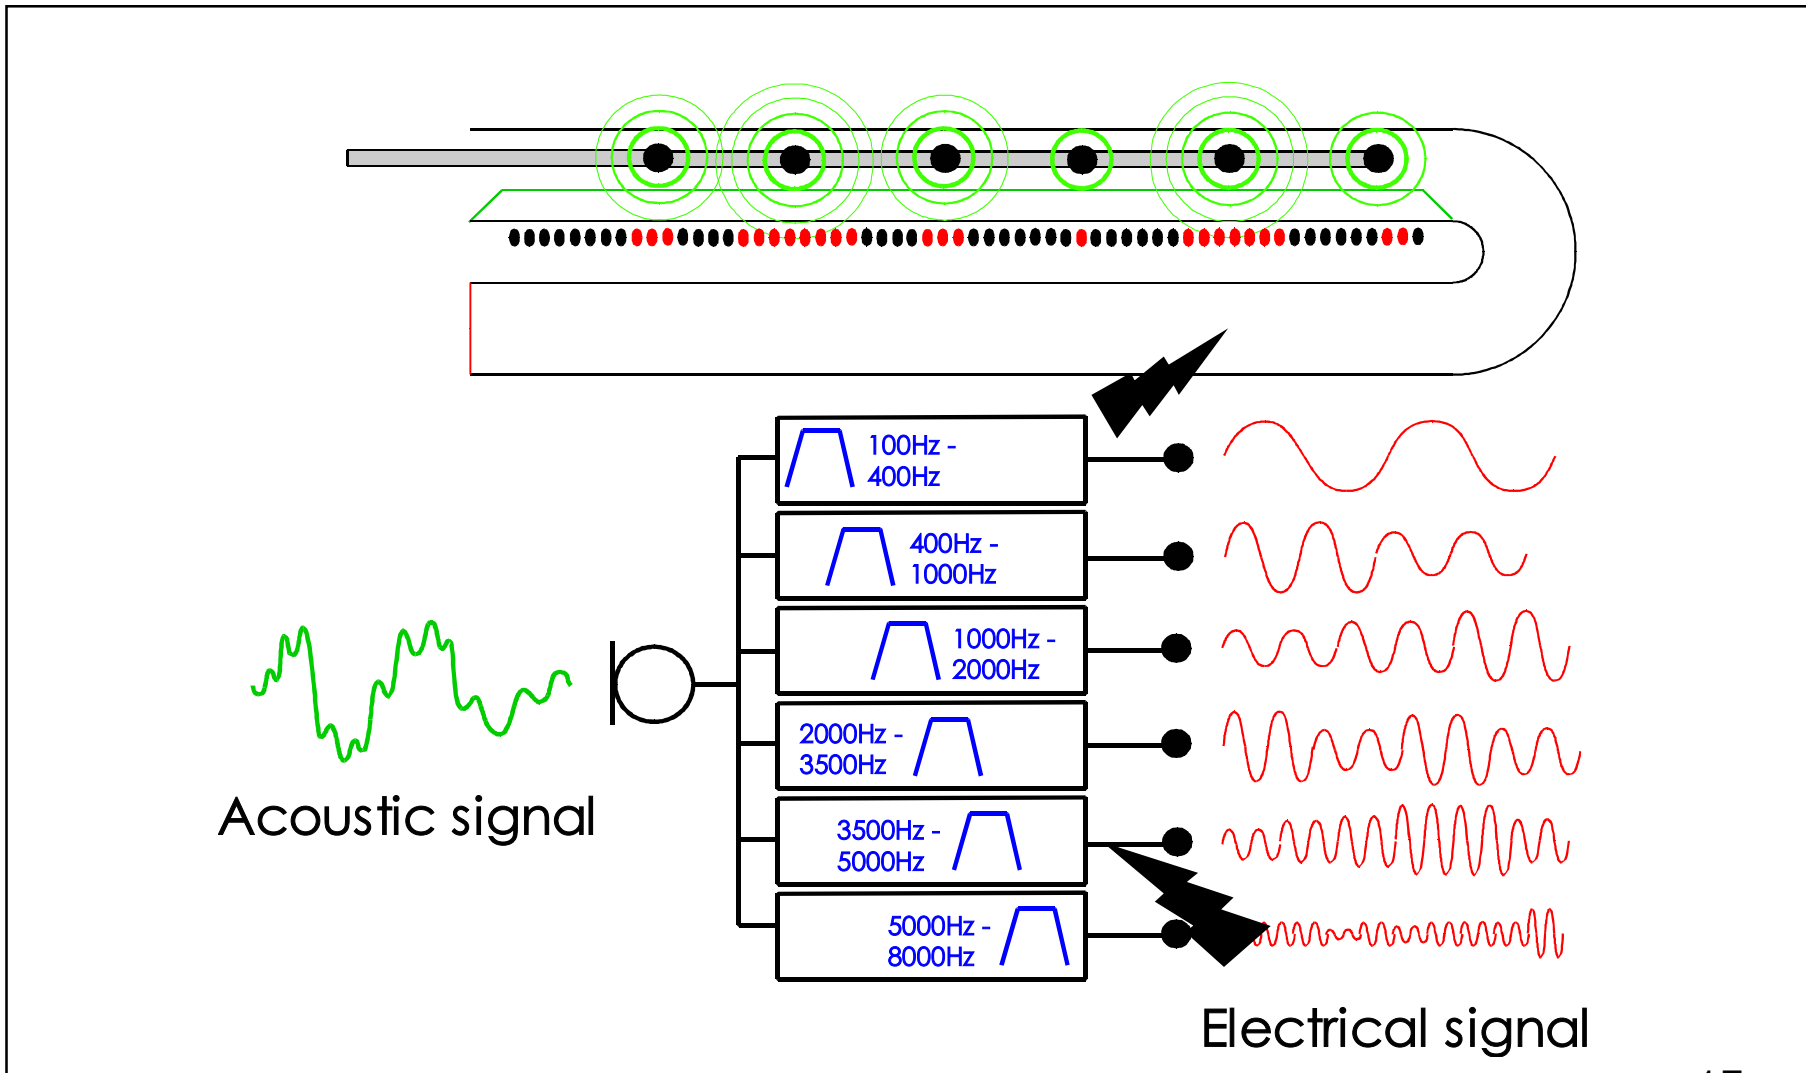 100Hz -
400Hz
400Hz -
1000Hz
1000Hz -
2000Hz
2000Hz -
3500Hz
3500Hz -
5000Hz
5000Hz -
8000Hz
Acoustic signal
Electrical signal